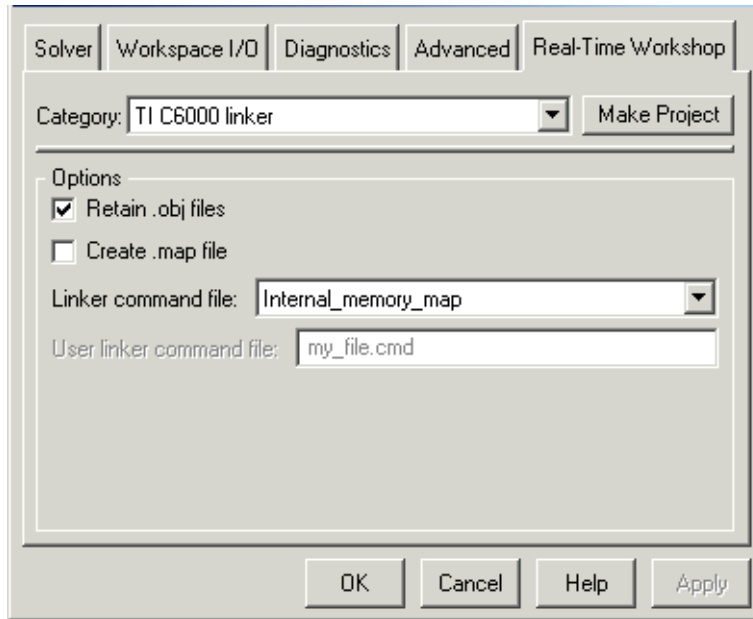 Solver Workspace I/O Diagnostics Advanced Real-Time Workshop
Category: TI C6000 linker Make Project
Options
Retain .obj files
Create .map file
Linker command file: Internal_memory_map
User linker command file: my_file.cmd
OK Cancel Help Apply